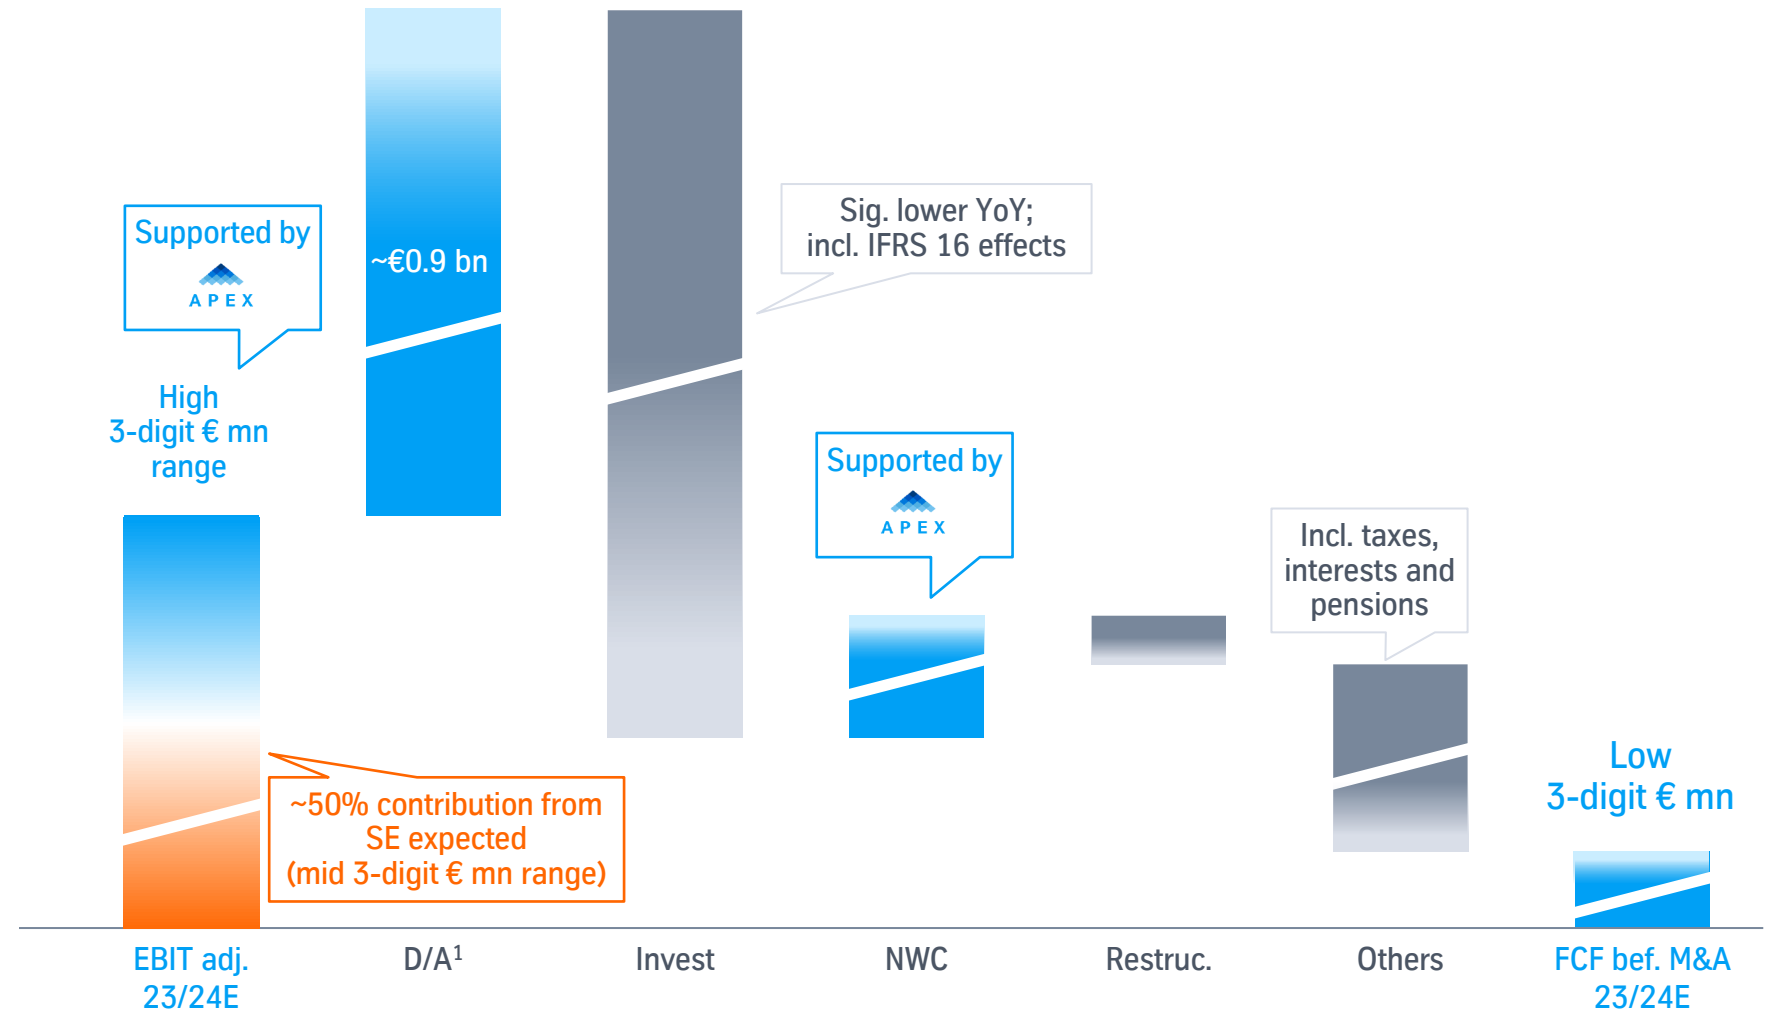 Supported by
APEX
High
3-digit € mn
range
~€0.9 bn
Sig. lower YoY;
incl. IFRS 16 effects
Supported by
APEX
Incl. taxes,
interests and
pensions
~50% contribution from
SE expected
(mid 3-digit € mn range)
Low
3-digit € mn
EBIT adj.
23/24E
D/A¹
Invest
NWC
Restruc.
Others
FCF bef. M&A
23/24E